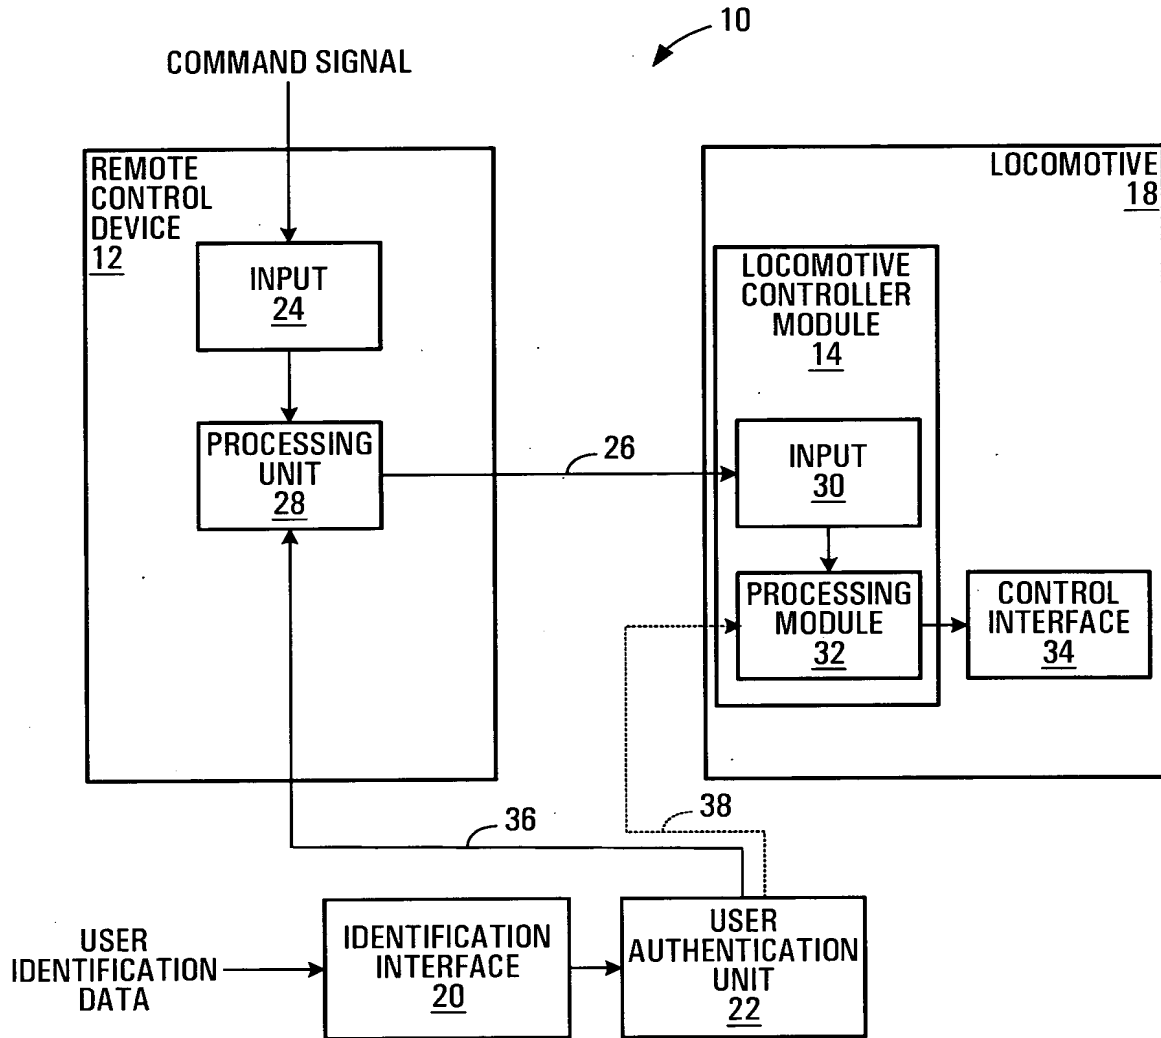 10
COMMAND SIGNAL
REMOTE
CONTROL
DEVICE
12
INPUT
24
PROCESSING
UNIT
28
26
LOCOMOTIVE
18
LOCOMOTIVE
CONTROLLER
MODULE
14
INPUT
30
PROCESSING
MODULE
32
CONTROL
INTERFACE
34
36
38
USER
IDENTIFICATION
DATA
IDENTIFICATION
INTERFACE
20
USER
AUTHENTICATION
UNIT
22